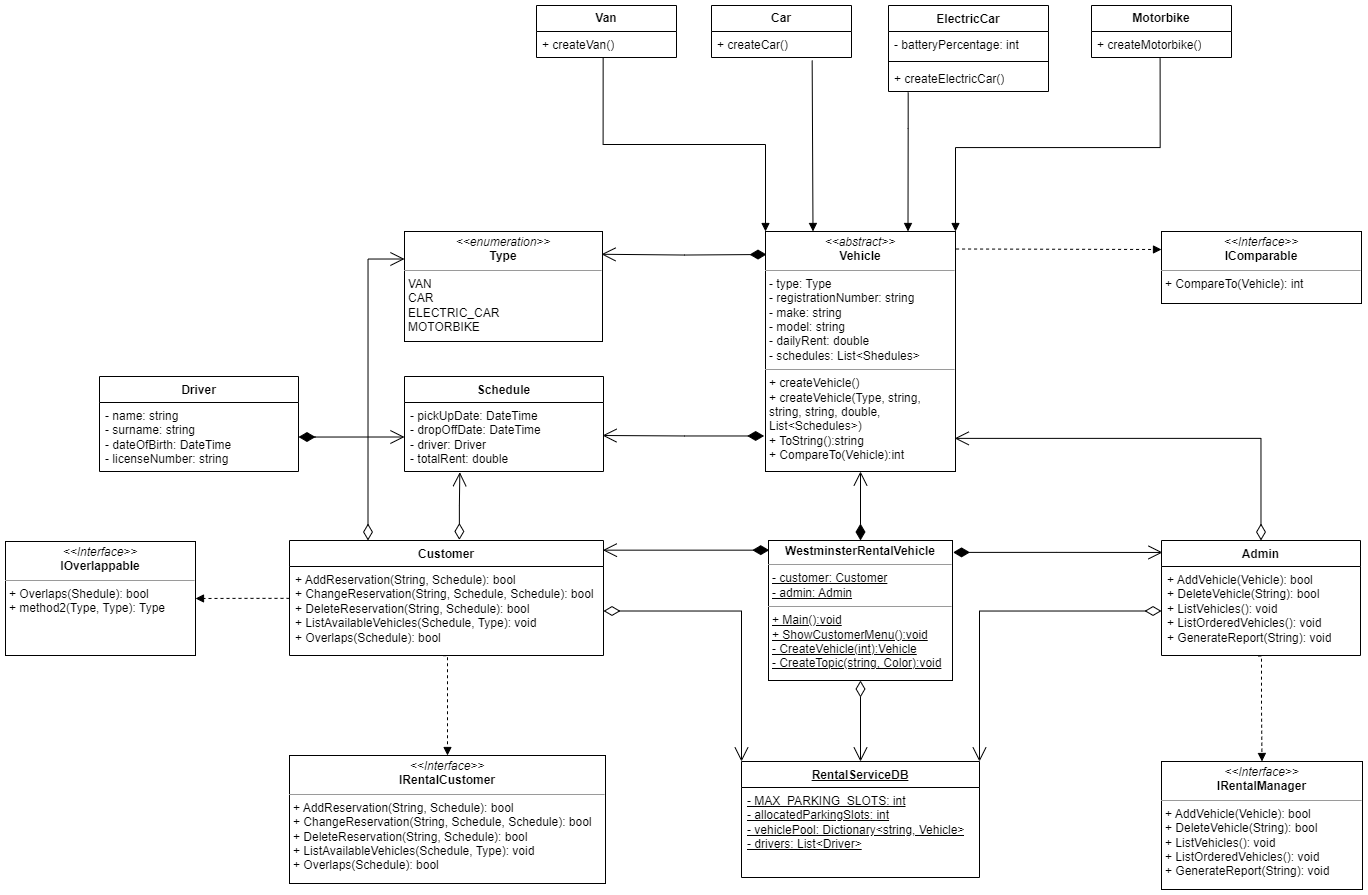 Van
+ createVan()
Car
+ createCar()
ElectricCar
- batteryPercentage: int
+ createElectricCar()
Motorbike
+ createMotorbike()
<<enumeration>>
Type
VAN
CAR
ELECTRIC_CAR
MOTORBIKE
<<abstract>>
Vehicle
- type: Type
- registrationNumber: string
- make: string
- model: string
- dailyRent: double
- schedules: List<Shedules>
+ createVehicle()
+ createVehicle(Type, string,
string, string, double,
List<Schedules>)
+ ToString():string
+ CompareTo(Vehicle):int
<<Interface>>
IComparable
+ CompareTo(Vehicle): int
Driver
- name: string
- surname: string
- dateOfBirth: DateTime
- licenseNumber: string
Schedule
- pickUpDate: DateTime
- dropOffDate: DateTime
- driver: Driver
- totalRent: double
<<Interface>>
IOverlappable
+ Overlaps(Shedule): bool
+ method2(Type, Type): Type
Customer
+ AddReservation(String, Schedule): bool
+ ChangeReservation(String, Schedule, Schedule): bool
+ DeleteReservation(String, Schedule): bool
+ ListAvailableVehicles(Schedule, Type): void
+ Overlaps(Schedule): bool
WestminsterRentalVehicle
- customer: Customer
- admin: Admin
+ Main():void
+ ShowCustomerMenu():void
- CreateVehicle(int):Vehicle
- CreateTopic(string, Color):void
Admin
+ AddVehicle(Vehicle): bool
+ DeleteVehicle(String): bool
+ ListVehicles(): void
+ ListOrderedVehicles(): void
+ GenerateReport(String): void
<<Interface>>
IRentalCustomer
+ AddReservation(String, Schedule): bool
+ ChangeReservation(String, Schedule, Schedule): bool
+ DeleteReservation(String, Schedule): bool
+ ListAvailableVehicles(Schedule, Type): void
+ Overlaps(Schedule): bool
RentalServiceDB
- MAX_PARKING_SLOTS: int
- allocatedParkingSlots: int
- vehiclePool: Dictionary<string, Vehicle>
- drivers: List<Driver>
<<Interface>>
IRentalManager
+ AddVehicle(Vehicle): bool
+ DeleteVehicle(String): bool
+ ListVehicles(): void
+ ListOrderedVehicles(): void
+ GenerateReport(String): void